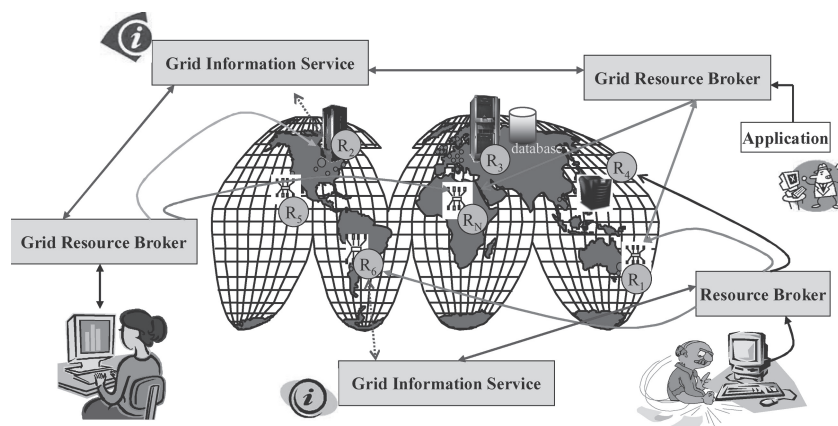 Grid Information Service
Grid Resource Broker
Application
database
R2
R3
R4
R5
RN
R6
R1
Grid Resource Broker
Resource Broker
Grid Information Service